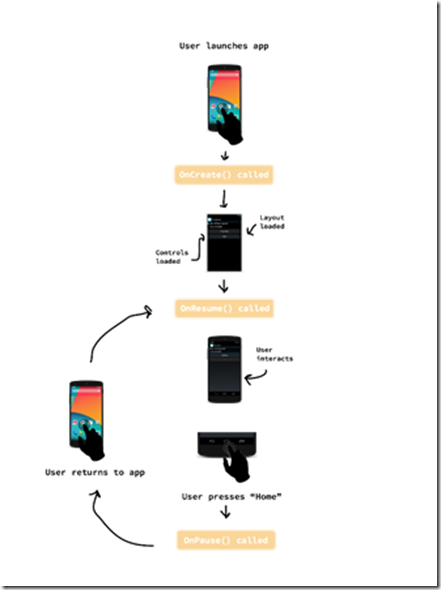 User launches app
OnCreate() called
Layout
loaded
Controls
loaded
OnResume() called
User
interacts
User returns to app
User presses “Home”
OnPause() called